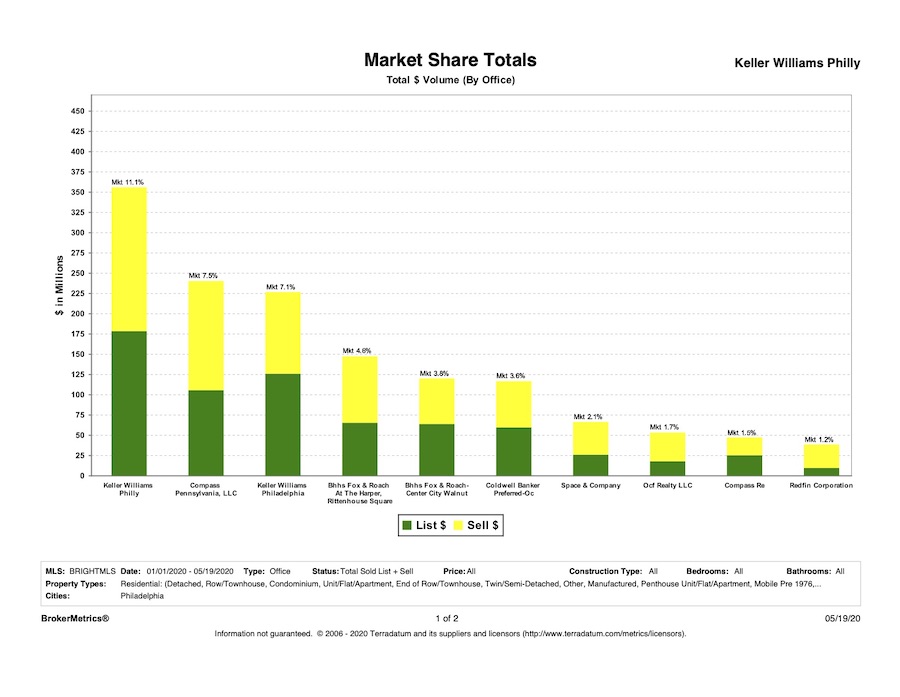 Market Share Totals
Keller Williams Philly
Total $ Volume (By Office)
$ in Millions
450
425
400
375
350
325
300
275
250
225
200
175
150
125
100
75
50
25
0
Mkt 11.1%
Mkt 7.5%
Mkt 7.1%
Mkt 4.6%
Mkt 3.8%
Mkt 3.6%
Mkt 2.1%
Mkt 1.7%
Mkt 1.5%
Mkt 1.2%
Keller Williams
Philly
Compass
Pennsylvania, LLC
Keller Williams
Philadelphia
Bhhs Fox & Roach
At The Harper,
Rittenhouse Square
Bhhs Fox & Roach-
Center City Walnut
Coldwell Banker
Preferred-Oc
Space & Company
Ocf Realty LLC
Compass Re
Redfin Corporation
List $ Sell $
MLS: BRIGHTMLS Date: 01/01/2020 - 05/19/2020 Type: Office Status: Total Sold List + Sell Price: All Construction Type: All Bedrooms: All Bathrooms: All
Property Types: Residential: (Detached, Row/Townhouse, Condominium, Unit/Flat/Apartment, End of Row/Townhouse, Twin/Semi-Detached, Other, Manufactured, Penthouse Unit/Flat/Apartment, Mobile Pre 1976,...
Cities: Philadelphia
BrokerMetrics® 1 of 2 05/19/20
Information not guaranteed. © 2006 - 2020 Terradatum and its suppliers and licensors (http://www.terradatum.com/metrics/licensors).